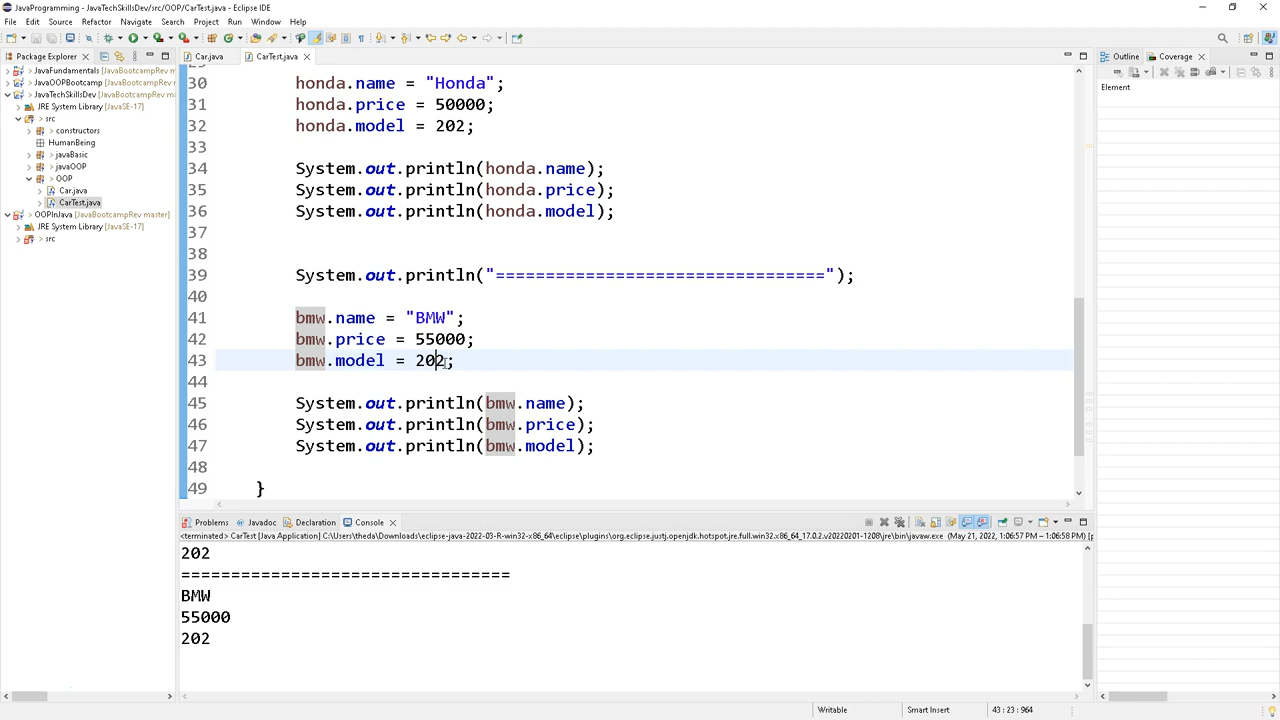 JavaProgramming - JavaTechSkillsDev/src/OOP/CarTest.java - Eclipse IDE
File Edit Source Refactor Navigate Search Project Run Window Help
Package Explorer
Car.java
CarTest.java
Outline
Coverage
JavaFundamentals [JavaBootcampRev
JavaOOPBootcamp [JavaBootcampRev
JavaTechSkillsDev [JavaBootcampRev
JRE System Library [JavaSE-17]
src
constructors
HumanBeing
javaBasic
javaOOP
OOP
Car.java
CarTest.java
OOPInJava [JavaBootcampRev master]
JRE System Library [JavaSE-17]
src
Element
30 honda.name = "Honda";
31 honda.price = 50000;
32 honda.model = 202;
33
34 System.out.println(honda.name);
35 System.out.println(honda.price);
36 System.out.println(honda.model);
37
38
39 System.out.println("=================================");
40
41 bmw.name = "BMW";
42 bmw.price = 55000;
43 bmw.model = 202;
44
45 System.out.println(bmw.name);
46 System.out.println(bmw.price);
47 System.out.println(bmw.model);
48
49 }
Problems Javadoc Declaration Console
<terminated> CarTest [Java Application] C:\Users\theda\Downloads\eclipse-java-2022-03-R-win32-x86_64\eclipse\plugins\org.eclipse.justj.openjdk.hotspot.jre.full.win32.x86_64_17.0.2.v20220201-1208\jre\bin\javaw.exe (May 21, 2022, 1:06:57 PM – 1:06:58 PM) [p
202
=================================
BMW
55000
202
Writable
Smart Insert
43 : 23 : 964